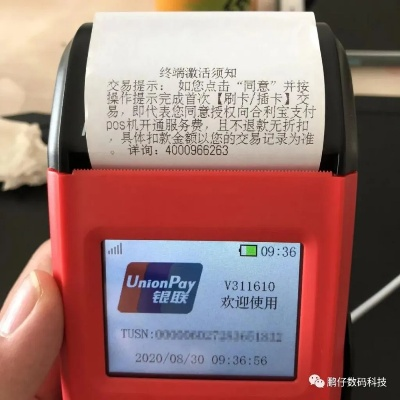 终端激活须知
交易提示： 如您点击“同意”并按
操作提示完成首次【刷卡/插卡】交
易，即代表您同意授权向合利宝支付
pos机开通服务费，且不退款无折扣
，具体扣款金额以您的交易记录为准
。 详询：4000966263
09:36
UnionPay
银联
V311610
欢迎使用
TUSN:
2020/08/30 09:36:56
鹏仔数码科技